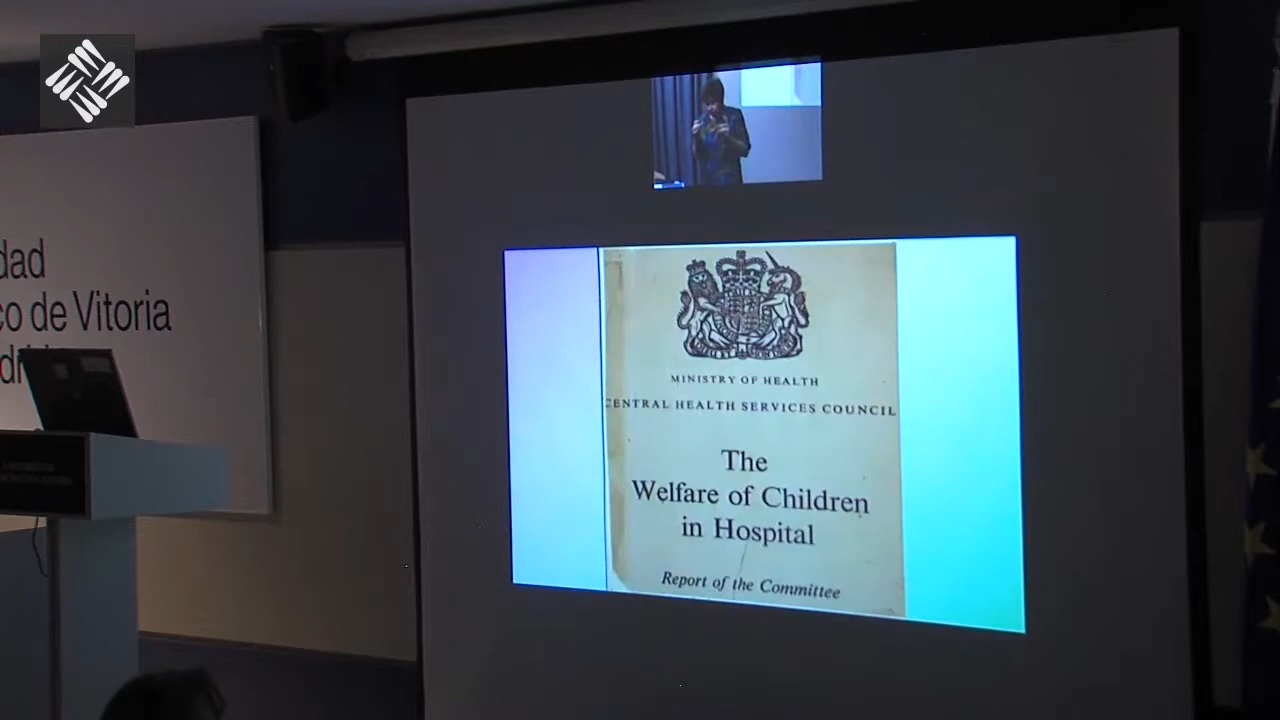 dad
co de Vitoria
MINISTRY OF HEALTH
CENTRAL HEALTH SERVICES COUNCIL
The
Welfare of Children
in Hospital
Report of the Committee